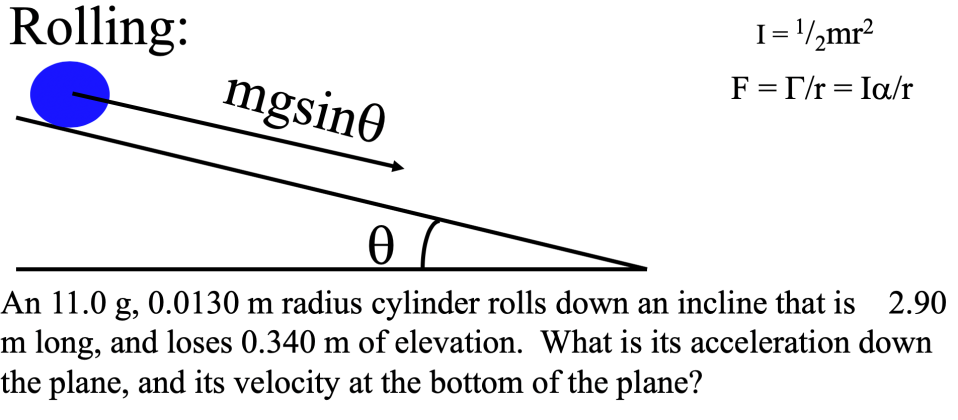 Rolling:
I = ¹/₂mr²
F = Γ/r = Iα/r
mgsinθ
θ
An 11.0 g, 0.0130 m radius cylinder rolls down an incline that is 2.90
m long, and loses 0.340 m of elevation. What is its acceleration down
the plane, and its velocity at the bottom of the plane?